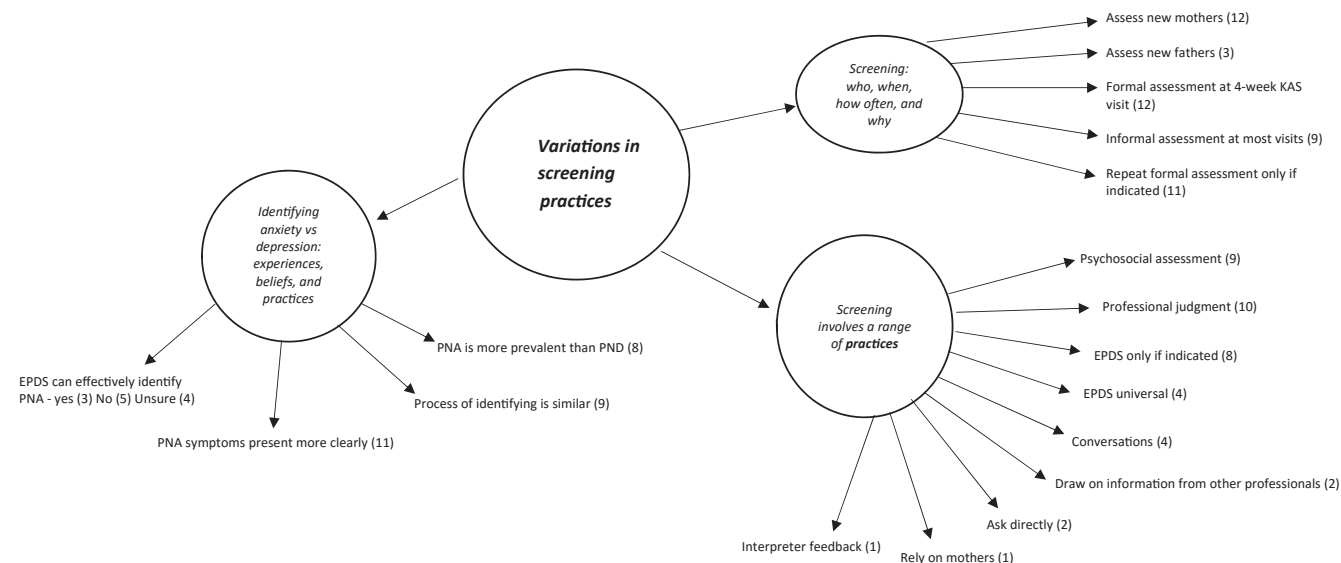 Variations in
screening
practices
Screening:
who, when,
how often, and
why
Assess new mothers (12)
Assess new fathers (3)
Formal assessment at 4-week KAS
visit (12)
Informal assessment at most visits (9)
Repeat formal assessment only if
indicated (11)
Identifying
anxiety vs
depression:
experiences,
beliefs, and
practices
EPDS can effectively identify
PNA - yes (3) No (5) Unsure (4)
PNA symptoms present more clearly (11)
Process of identifying is similar (9)
PNA is more prevalent than PND (8)
Screening
involves a range
of practices
Psychosocial assessment (9)
Professional judgment (10)
EPDS only if indicated (8)
EPDS universal (4)
Conversations (4)
Draw on information from other professionals (2)
Ask directly (2)
Rely on mothers (1)
Interpreter feedback (1)